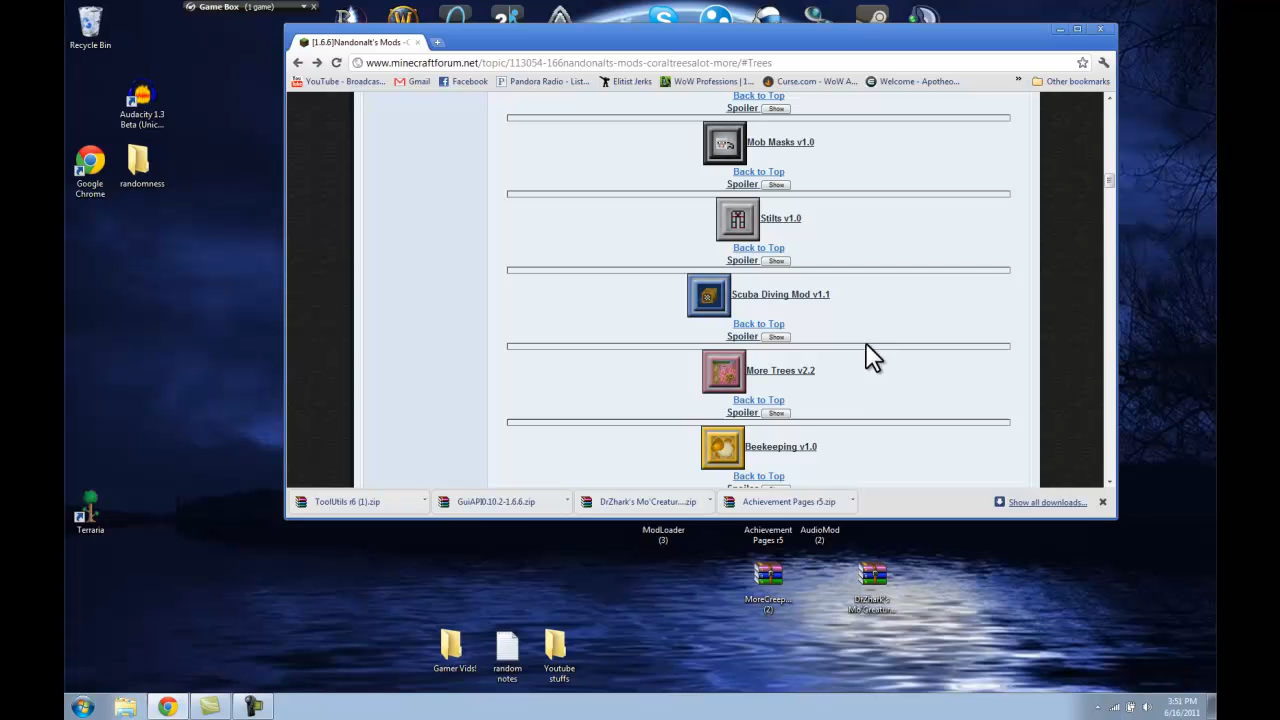 Recycle Bin
Game Box (1 game)
Audacity 1.3
Beta (Unic...
Google
Chrome
randomness
Terraria
[1.6.6]Nandonalt's Mods -
www.minecraftforum.net/topic/113054-166nandonalts-mods-coraltreesalot-more/#Trees
YouTube - Broadcas...
Gmail
Facebook
Pandora Radio - List...
Elitist Jerks
WoW Professions | 1...
Curse.com - WoW A...
Welcome - Apotheo...
»
Other bookmarks
Back to Top
Spoiler Show
Mob Masks v1.0
Back to Top
Spoiler Show
Stilts v1.0
Back to Top
Spoiler Show
Scuba Diving Mod v1.1
Back to Top
Spoiler Show
More Trees v2.2
Back to Top
Spoiler Show
Beekeeping v1.0
Back to Top
ToolUtils r6 (1).zip
GuiAPI0.10.2-1.6.6.zip
DrZhark's Mo'Creatur....zip
Achievement Pages r5.zip
Show all downloads...
ModLoader
(3)
Achievement
Pages r5
AudioMod
(2)
MoreCreep...
(2)
DrZhark's
Mo'Creatur...
Gamer Vids!
random
notes
Youtube
stuffs
3:51 PM
6/16/2011